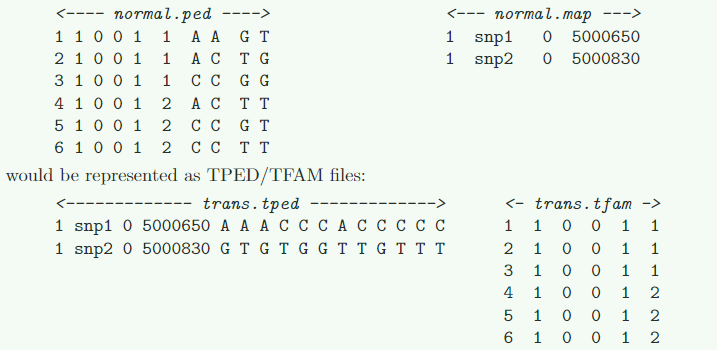 <---- normal.ped ----> <--- normal.map --->
1 1 0 0 1 1 A A G T 1 snp1 0 5000650
2 1 0 0 1 1 A C T G 1 snp2 0 5000830
3 1 0 0 1 1 C C G G
4 1 0 0 1 2 A C T T
5 1 0 0 1 2 C C G T
6 1 0 0 1 2 C C T T
would be represented as TPED/TFAM files:
<------------- trans.tped -------------> <- trans.tfam ->
1 snp1 0 5000650 A A A C C C A C C C C C 1 1 0 0 1 1
1 snp2 0 5000830 G T G T G G T T G T T T 2 1 0 0 1 1
3 1 0 0 1 1
4 1 0 0 1 2
5 1 0 0 1 2
6 1 0 0 1 2